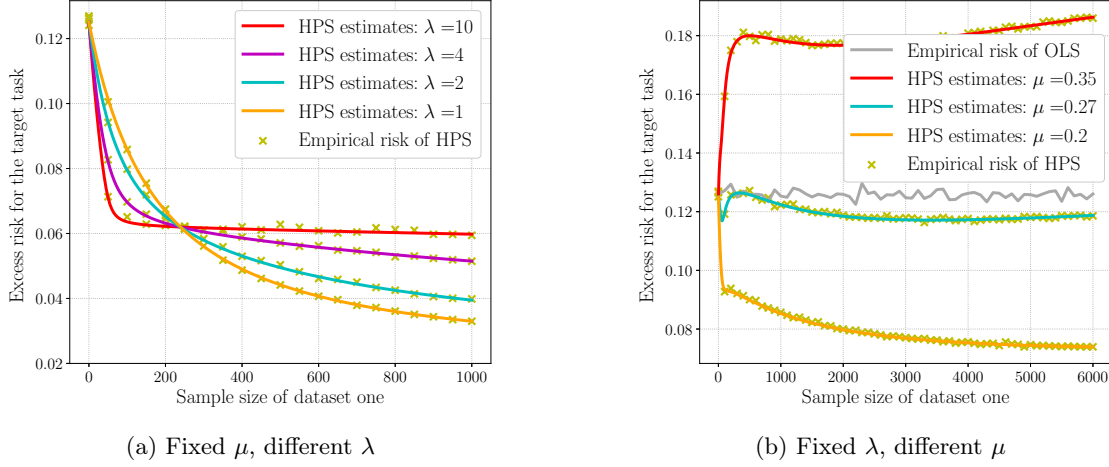 0.12
0.10
0.08
0.06
0.04
0.02
Excess risk for the target task
HPS estimates: λ = 10
HPS estimates: λ = 4
HPS estimates: λ = 2
HPS estimates: λ = 1
Empirical risk of HPS
0 200 400 600 800 1000
Sample size of dataset one
(a) Fixed μ, different λ
0.18
0.16
0.14
0.12
0.10
0.08
Excess risk for the target task
Empirical risk of OLS
HPS estimates: μ =0.35
HPS estimates: μ =0.27
HPS estimates: μ =0.2
Empirical risk of HPS
0 1000 2000 3000 4000 5000 6000
Sample size of dataset one
(b) Fixed λ, different μ